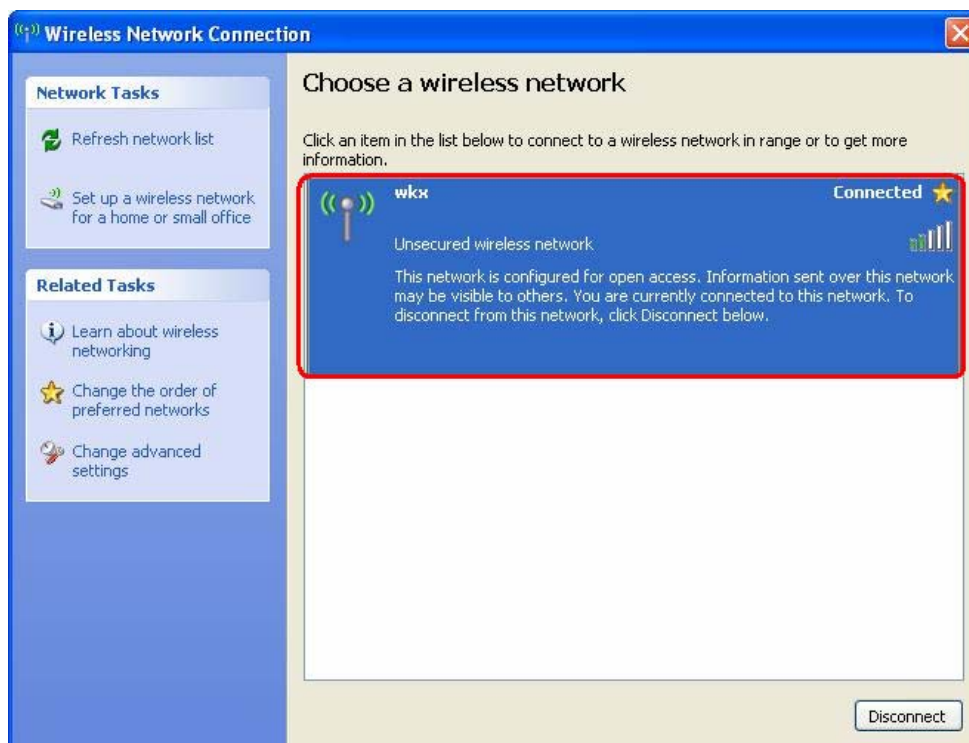 Wireless Network Connection
Network Tasks
Refresh network list
Set up a wireless network
for a home or small office
Related Tasks
Learn about wireless
networking
Change the order of
preferred networks
Change advanced
settings
Choose a wireless network
Click an item in the list below to connect to a wireless network in range or to get more
information.
wkx
Connected
Unsecured wireless network
This network is configured for open access. Information sent over this network
may be visible to others. You are currently connected to this network. To
disconnect from this network, click Disconnect below.
Disconnect